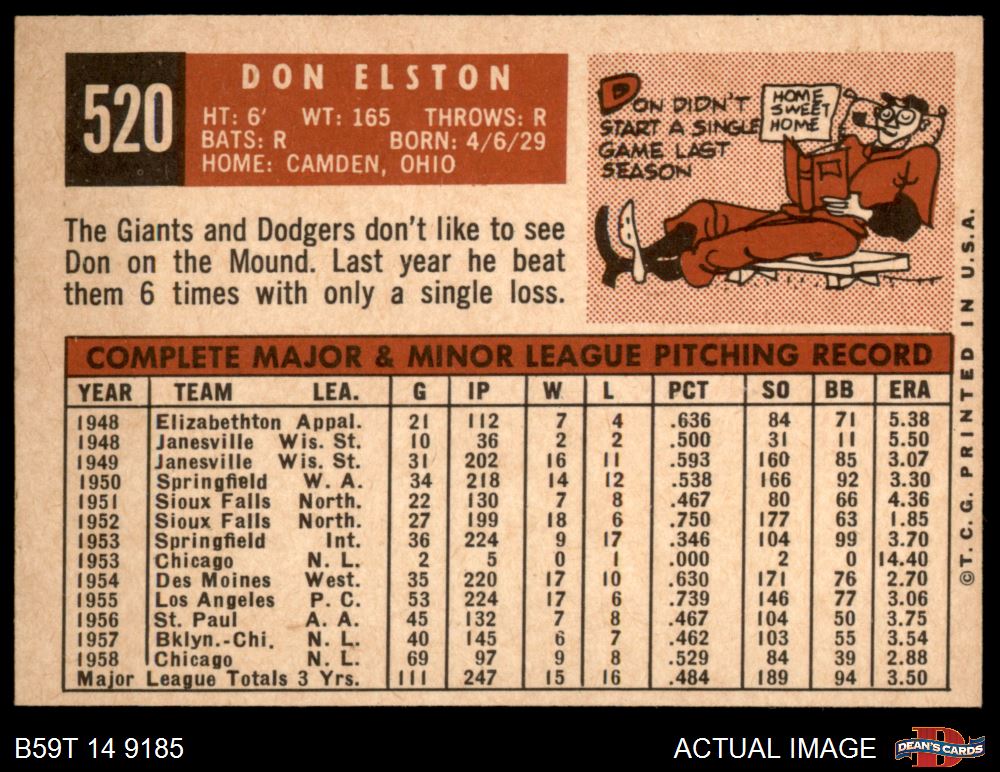 520
DON ELSTON
HT: 6' WT: 165 THROWS: R
BATS: R BORN: 4/6/29
HOME: CAMDEN, OHIO
DON DIDN'T
START A SINGLE
GAME LAST
SEASON
HOME
SWEET
HOME
The Giants and Dodgers don't like to see
Don on the Mound. Last year he beat
them 6 times with only a single loss.
COMPLETE MAJOR & MINOR LEAGUE PITCHING RECORD
YEAR TEAM LEA. G IP W L PCT SO BB ERA
1948 Elizabethton Appal. 21 112 7 4 .636 84 71 5.38
1948 Janesville Wis. St. 10 36 2 2 .500 31 11 5.50
1949 Janesville Wis. St. 31 202 16 11 .593 160 85 3.07
1950 Springfield W. A. 34 218 14 12 .538 166 92 3.30
1951 Sioux Falls North. 22 130 7 8 .467 80 66 4.36
1952 Sioux Falls North. 27 199 18 6 .750 177 63 1.85
1953 Springfield Int. 36 224 9 17 .346 104 99 3.70
1953 Chicago N. L. 2 5 0 1 .000 2 0 14.40
1954 Des Moines West. 35 220 17 10 .630 171 76 2.70
1955 Los Angeles P. C. 53 224 17 6 .739 146 77 3.06
1956 St. Paul A. A. 45 132 7 8 .467 104 50 3.75
1957 Bklyn.-Chi. N. L. 40 145 6 7 .462 103 55 3.54
1958 Chicago N. L. 69 97 9 8 .529 84 39 2.88
Major League Totals 3 Yrs. 111 247 15 16 .484 189 94 3.50
©T.C.G. PRINTED IN U.S.A.
B59T 14 9185
ACTUAL IMAGE
D
DEAN'S CARDS
.COM